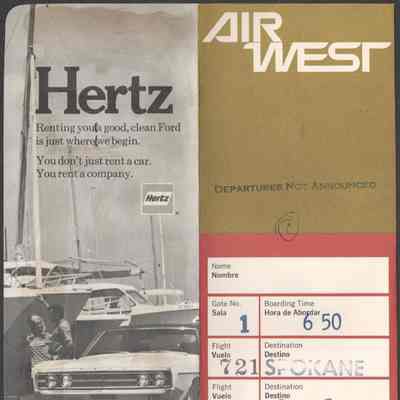 Hertz
Renting you a good, clean Ford
is just where we begin.
You don't just rent a car.
You rent a company.
Hertz
AIR
WEST
DEPARTURES NOT ANNOUNCED
C
Name
Nombre
Gate No.
Sala
1
Boarding Time
Hora de Abordar
6 50
Flight
Vuelo
721
Destination
Destino
SPOKANE
Flight
Vuelo
Destination
Destino